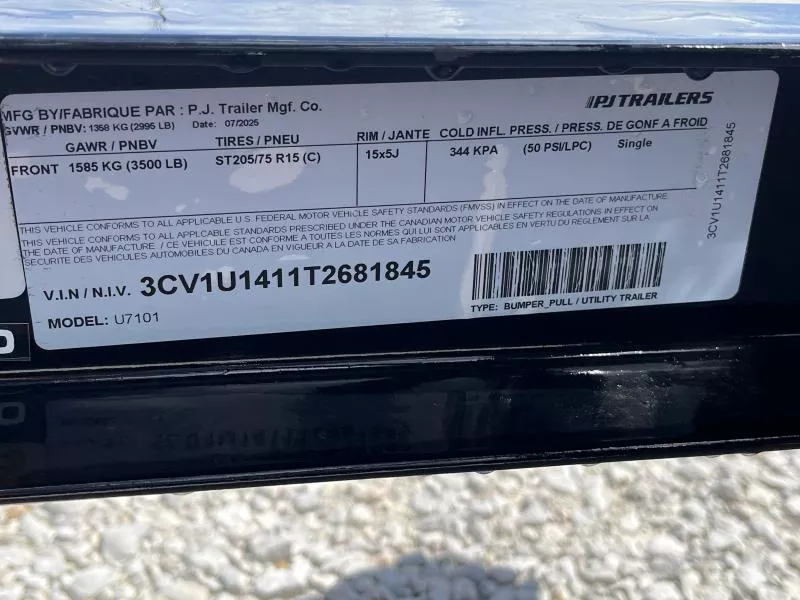 MFG BY/FABRIQUE PAR : P.J. Trailer Mfg. Co.
PJTRAILERS
GVWR / PNBV: 1358 KG (2995 LB) Date: 07/2025
GAWR / PNBV TIRES / PNEU RIM / JANTE COLD INFL. PRESS. / PRESS. DE GONF A FROID
FRONT 1585 KG (3500 LB) ST205/75 R15 (C) 15x5J 344 KPA (50 PSI/LPC) Single
THIS VEHICLE CONFORMS TO ALL APPLICABLE U.S. FEDERAL MOTOR VEHICLE SAFETY STANDARDS (FMVSS) IN EFFECT ON THE DATE OF MANUFACTURE.
THIS VEHICLE CONFORMS TO ALL APPLICABLE STANDARDS PRESCRIBED UNDER THE CANADIAN MOTOR VEHICLE SAFETY REGULATIONS IN EFFECT ON
THE DATE OF MANUFACTURE. / CE VEHICULE EST CONFORME A TOUTES LES NORMES QUI LUI SONT APPLICABLES EN VERTU DU REGLEMENT SUR LA
SECURITE DES VEHICULES AUTOMOBILES DU CANADA EN VIGUEUR A LA DATE DE SA FABRICATION
V.I.N / N.I.V. 3CV1U1411T2681845
MODEL: U7101
TYPE: BUMPER_PULL / UTILITY TRAILER
3CV1U1411T2681845